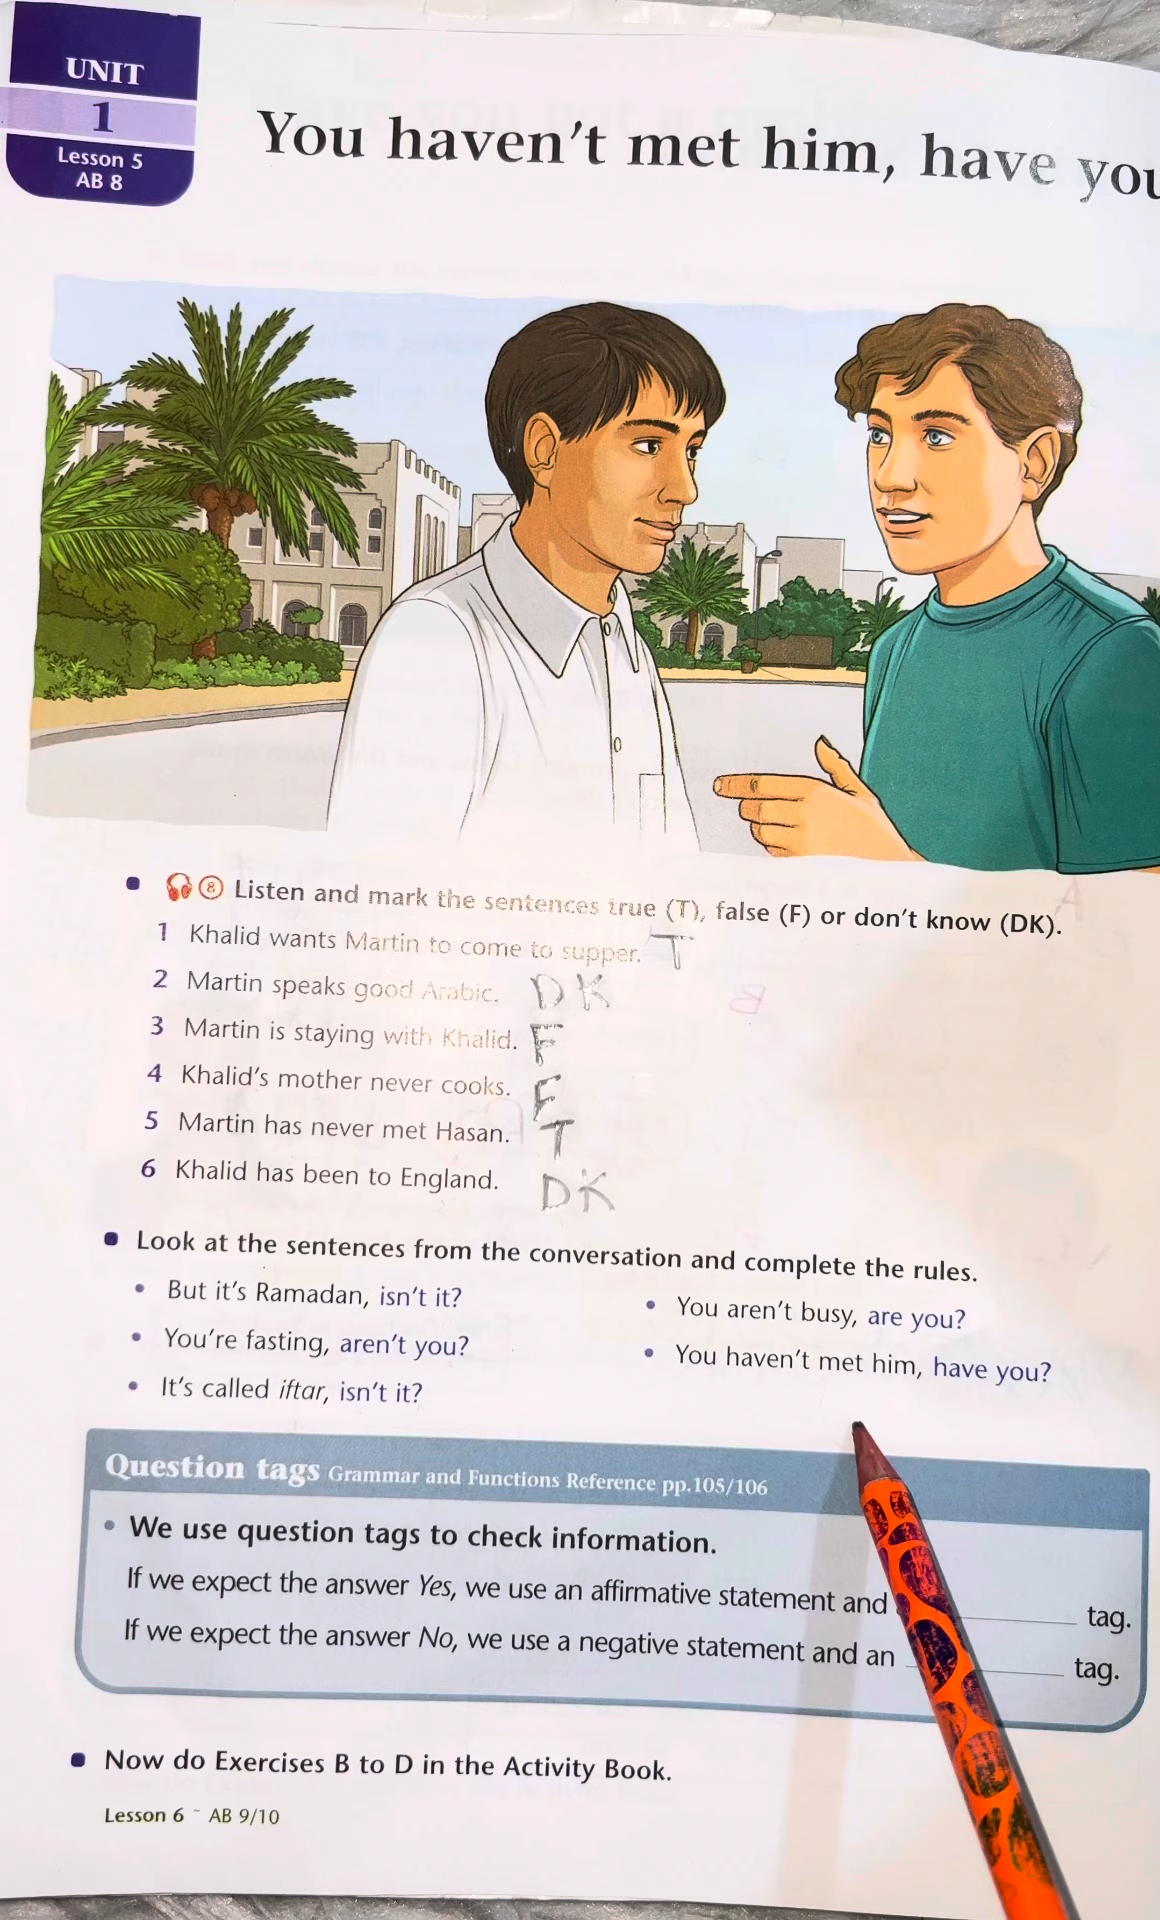 UNIT
1
Lesson 5
AB 8
You haven't met him, have
8 Listen and mark the sentences true (T), false (F) or don't know (DK).
1 Khalid wants Martin to come to supper. T
2 Martin speaks good Arabic. DK
3 Martin is staying with Khalid. F
4 Khalid's mother never cooks. F
5 Martin has never met Hasan. T
6 Khalid has been to England. DK
Look at the sentences from the conversation and complete the rules.
• But it's Ramadan, isn't it?
• You're fasting, aren't you?
• It's called iftar, isn't it?
• You aren't busy, are you?
• You haven't met him, have you?
Question tags Grammar and Functions Reference pp.105/106
• We use question tags to check information.
If we expect the answer Yes, we use an affirmative statement and ______ tag.
If we expect the answer No, we use a negative statement and an ______ tag.
Now do Exercises B to D in the Activity Book.
Lesson 6 ~ AB 9/10